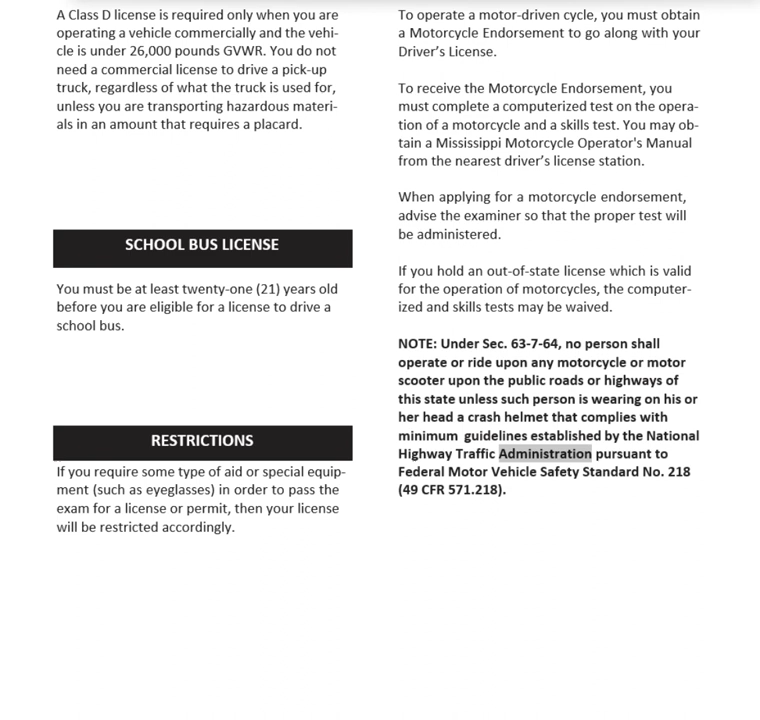 A Class D license is required only when you are
operating a vehicle commercially and the vehi-
cle is under 26,000 pounds GVWR. You do not
need a commercial license to drive a pick-up
truck, regardless of what the truck is used for,
unless you are transporting hazardous materi-
als in an amount that requires a placard.
SCHOOL BUS LICENSE
You must be at least twenty-one (21) years old
before you are eligible for a license to drive a
school bus.
RESTRICTIONS
If you require some type of aid or special equip-
ment (such as eyeglasses) in order to pass the
exam for a license or permit, then your license
will be restricted accordingly.
To operate a motor-driven cycle, you must obtain
a Motorcycle Endorsement to go along with your
Driver’s License.
To receive the Motorcycle Endorsement, you
must complete a computerized test on the opera-
tion of a motorcycle and a skills test. You may ob-
tain a Mississippi Motorcycle Operator's Manual
from the nearest driver’s license station.
When applying for a motorcycle endorsement,
advise the examiner so that the proper test will
be administered.
If you hold an out-of-state license which is valid
for the operation of motorcycles, the computer-
ized and skills tests may be waived.
NOTE: Under Sec. 63-7-64, no person shall
operate or ride upon any motorcycle or motor
scooter upon the public roads or highways of
this state unless such person is wearing on his or
her head a crash helmet that complies with
minimum guidelines established by the National
Highway Traffic Administration pursuant to
Federal Motor Vehicle Safety Standard No. 218
(49 CFR 571.218).